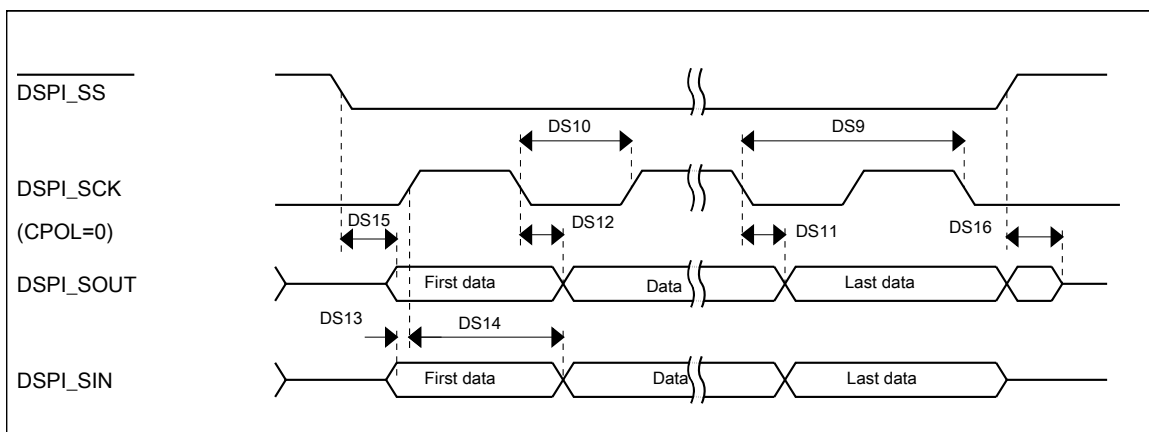 DSPI_SS
DS10
DS9
DSPI_SCK
(CPOL=0)
DS15
DS12
DS11
DS16
DSPI_SOUT
First data
Data
Last data
DS13
DS14
DSPI_SIN
First data
Data
Last data